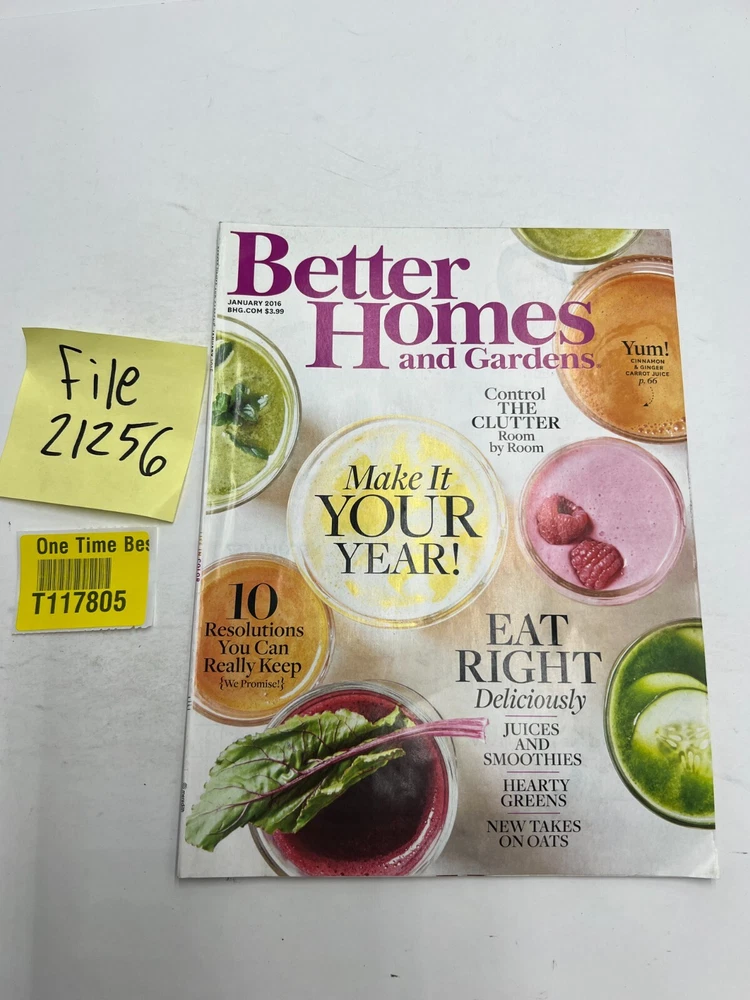 Better
Homes
and Gardens
JANUARY 2016
BHG.COM $3.99
Yum!
CINNAMON
& GINGER
CARROT JUICE
p. 66
Control
THE
CLUTTER
Room
by Room
Make It
YOUR
YEAR!
10
Resolutions
You Can
Really Keep
{We Promise!}
EAT
RIGHT
Deliciously
JUICES
AND
SMOOTHIES
HEARTY
GREENS
NEW TAKES
ON OATS
File
21256
One Time Bes
T117805